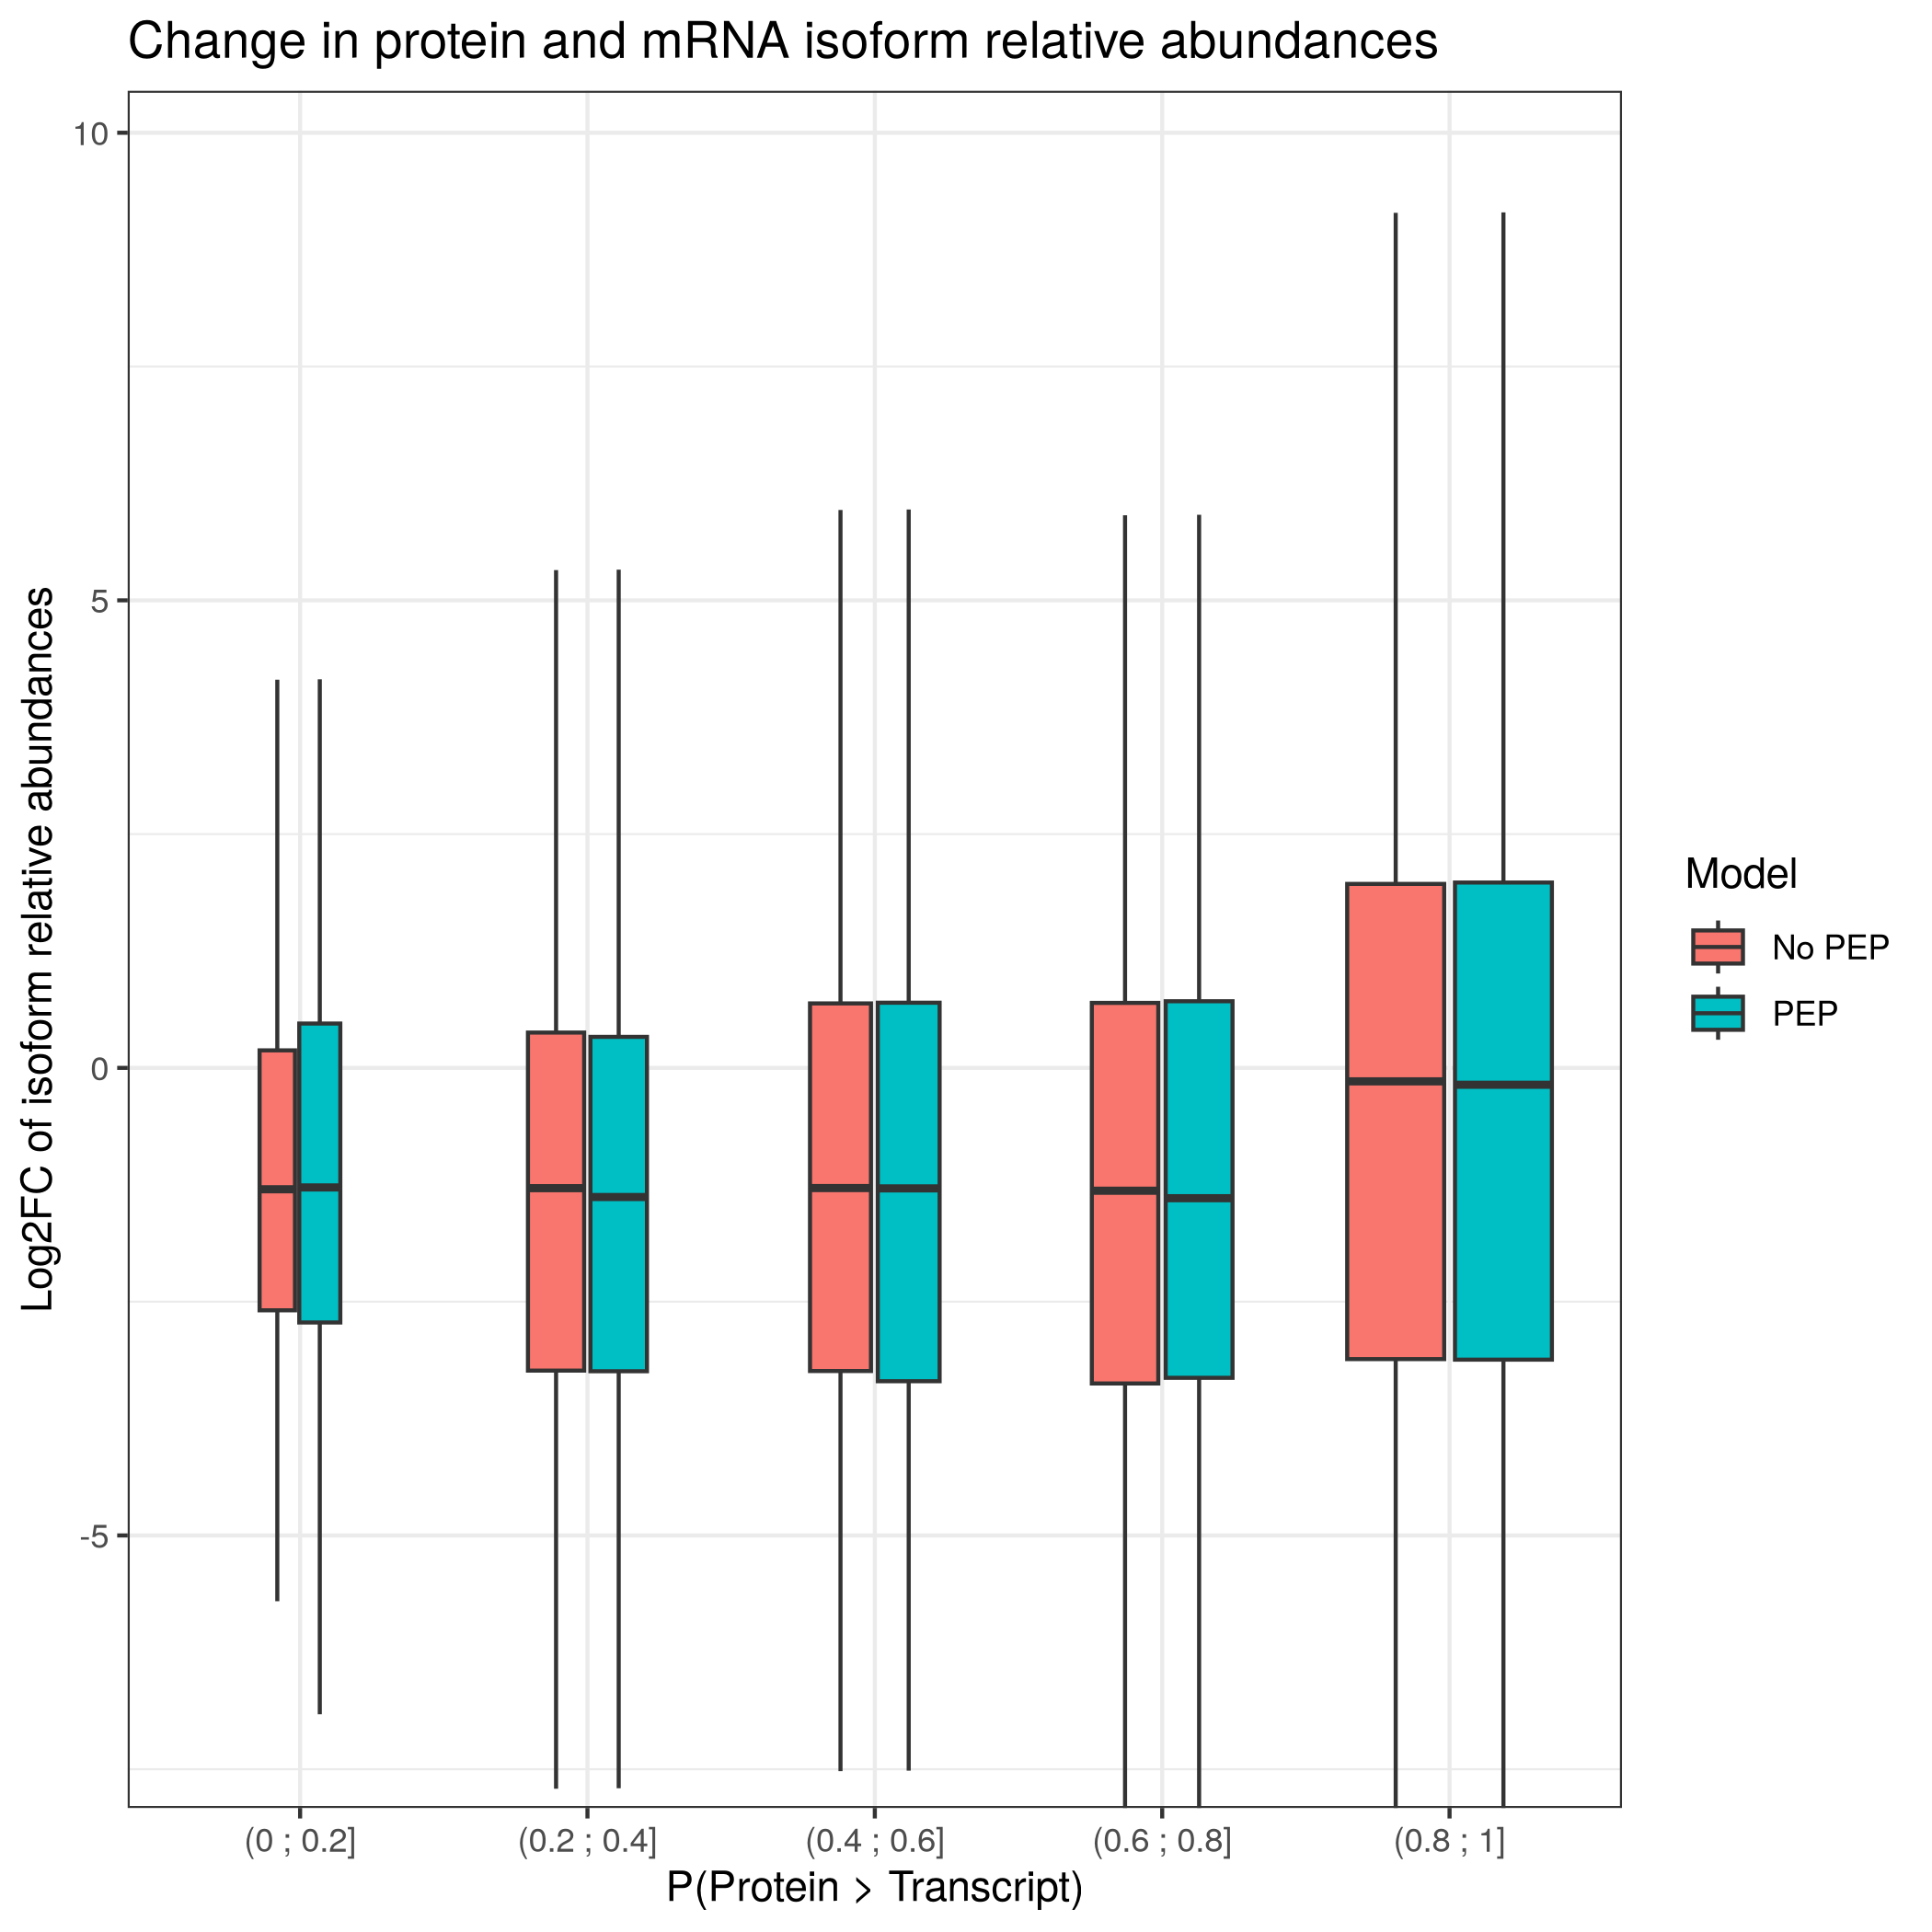 Change in protein and mRNA isoform relative abundances
Log2FC of isoform relative abundances
10
5
0
-5
(0 ; 0.2]
(0.2 ; 0.4]
(0.4 ; 0.6]
(0.6 ; 0.8]
(0.8 ; 1]
P(Protein > Transcript)
Model
No PEP
PEP